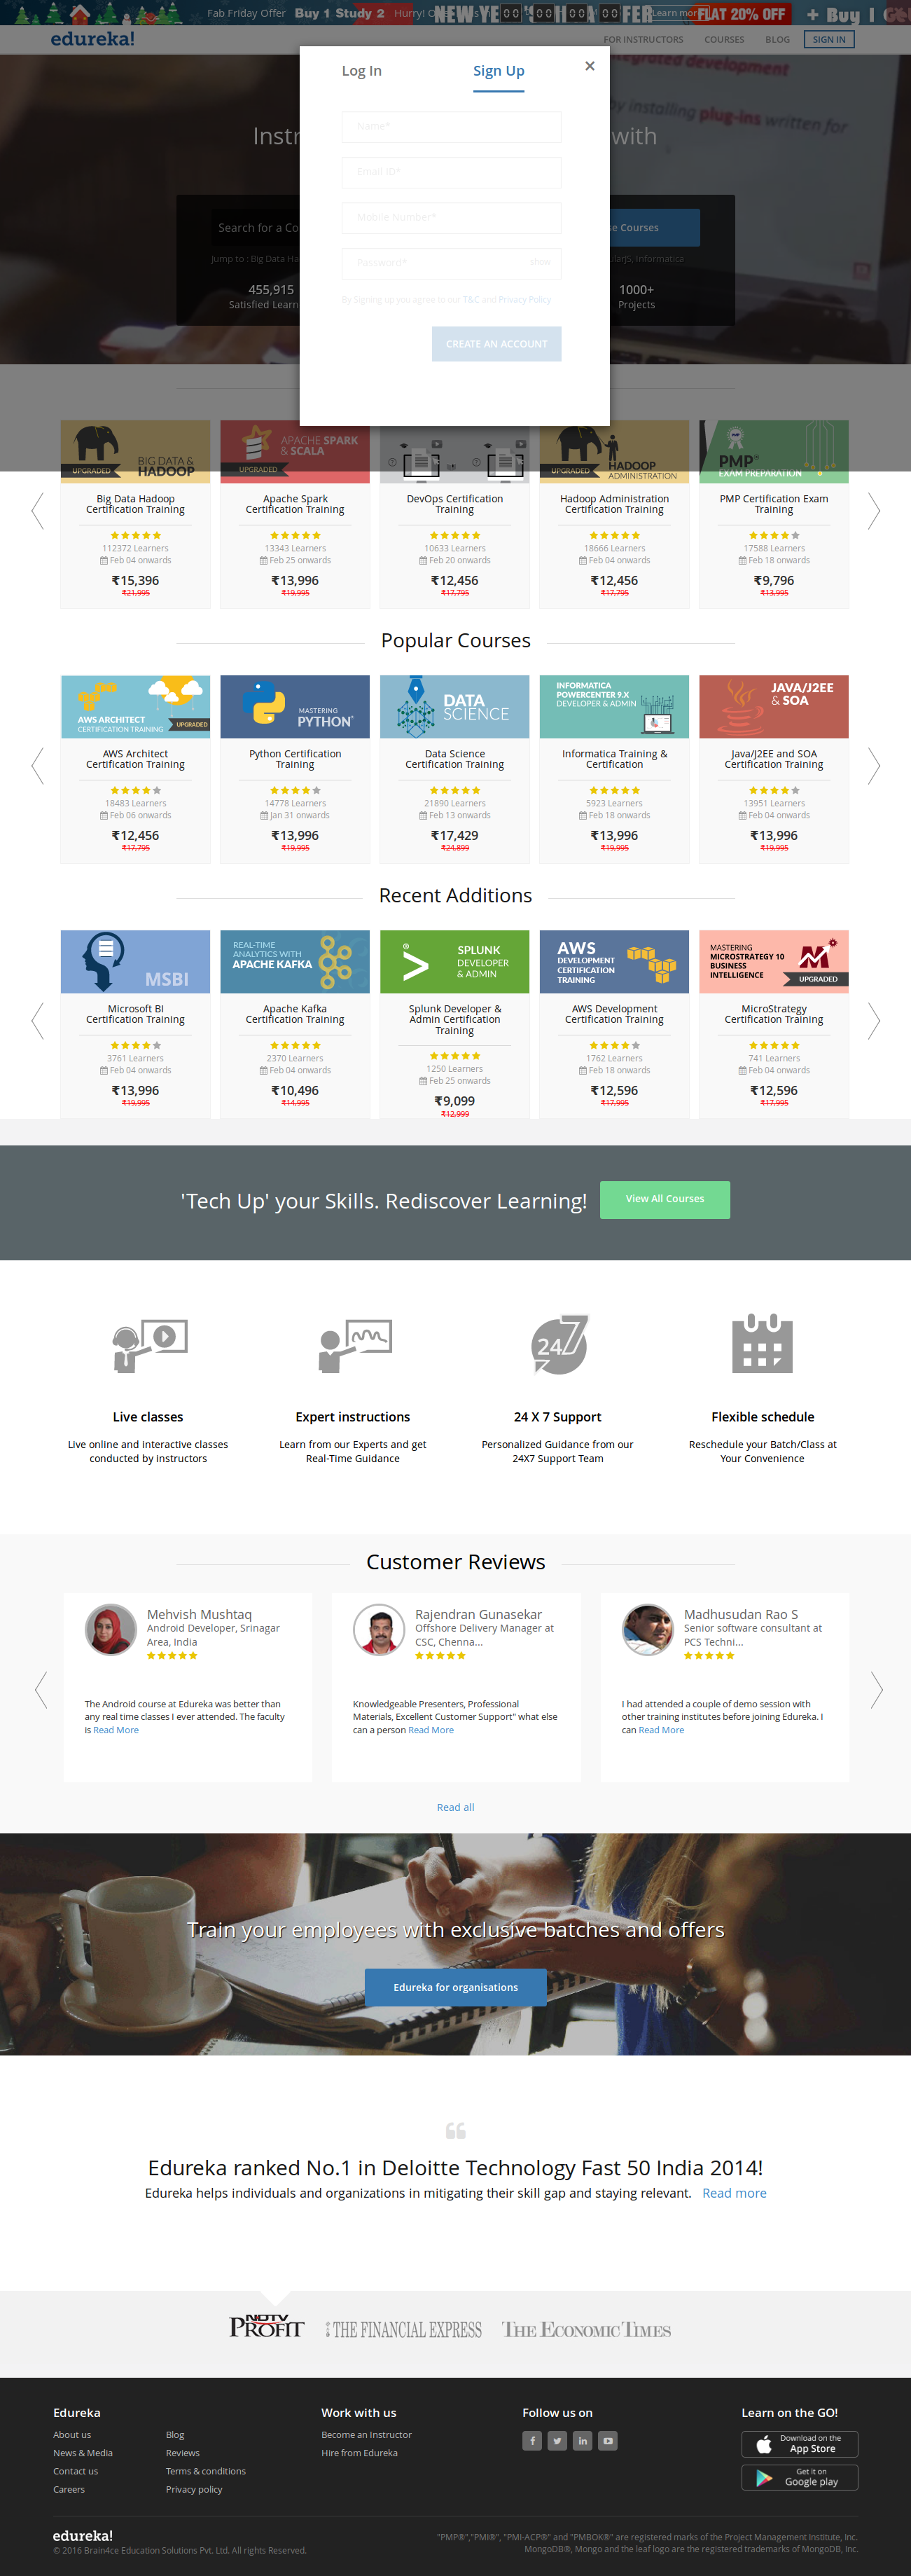 Fab Friday Offer Buy 1 Study 2 Hurry!
Learn more
FLAT 20% OFF
+ Buy 1
edureka!
FOR INSTRUCTORS COURSES BLOG SIGN IN
Log In Sign Up ×
Name*
Email ID*
Mobile Number*
Password* show
By Signing up you agree to our T&C and Privacy Policy
CREATE AN ACCOUNT
with
Search for a
Courses
Jump to : Big Data
Informatica
455,915
Satisfied
1000+
Projects
BIG DATA &
HADOOP
UPGRADED
APACHE SPARK
& SCALA
UPGRADED
HADOOP
ADMINISTRATION
UPGRADED
PMP®
EXAM PREPARATION
Big Data Hadoop
Certification Training
112372 Learners
Feb 04 onwards
₹15,396
₹21,995
Apache Spark
Certification Training
13343 Learners
Feb 25 onwards
₹13,996
₹19,995
DevOps Certification
Training
10633 Learners
Feb 20 onwards
₹12,456
₹17,795
Hadoop Administration
Certification Training
18666 Learners
Feb 04 onwards
₹12,456
₹17,795
PMP Certification Exam
Training
17588 Learners
Feb 18 onwards
₹9,796
₹13,995
Popular Courses
AWS ARCHITECT
CERTIFICATION TRAINING
UPGRADED
MASTERING
PYTHON®
DATA
SCIENCE
INFORMATICA
POWERCENTER 9.X
DEVELOPER & ADMIN
JAVA/J2EE
& SOA
AWS Architect
Certification Training
18483 Learners
Feb 06 onwards
₹12,456
₹17,795
Python Certification
Training
14778 Learners
Jan 31 onwards
₹13,996
₹19,995
Data Science
Certification Training
21890 Learners
Feb 13 onwards
₹17,429
₹24,899
Informatica Training &
Certification
5923 Learners
Feb 18 onwards
₹13,996
₹19,995
Java/J2EE and SOA
Certification Training
13951 Learners
Feb 04 onwards
₹13,996
₹19,995
Recent Additions
MSBI
REAL-TIME
ANALYTICS WITH
APACHE KAFKA
SPLUNK
DEVELOPER
& ADMIN
AWS
DEVELOPMENT
CERTIFICATION
TRAINING
MASTERING
MICROSTRATEGY 10
BUSINESS
INTELLIGENCE
UPGRADED
Microsoft BI
Certification Training
3761 Learners
Feb 04 onwards
₹13,996
₹19,995
Apache Kafka
Certification Training
2370 Learners
Feb 04 onwards
₹10,496
₹14,995
Splunk Developer &
Admin Certification
Training
1250 Learners
Feb 25 onwards
₹9,099
₹12,999
AWS Development
Certification Training
1762 Learners
Feb 18 onwards
₹12,596
₹17,995
MicroStrategy
Certification Training
741 Learners
Feb 04 onwards
₹12,596
₹17,995
'Tech Up' your Skills. Rediscover Learning! View All Courses
24 7
Live classes
Live online and interactive classes
conducted by instructors
Expert instructions
Learn from our Experts and get
Real-Time Guidance
24 X 7 Support
Personalized Guidance from our
24X7 Support Team
Flexible schedule
Reschedule your Batch/Class at
Your Convenience
Customer Reviews
Mehvish Mushtaq
Android Developer, Srinagar
Area, India
The Android course at Edureka was better than
any real time classes I ever attended. The faculty
is Read More
Rajendran Gunasekar
Offshore Delivery Manager at
CSC, Chenna...
Knowledgeable Presenters, Professional
Materials, Excellent Customer Support" what else
can a person Read More
Madhusudan Rao S
Senior software consultant at
PCS Techni...
I had attended a couple of demo session with
other training institutes before joining Edureka. I
can Read More
Read all
Train your employees with exclusive batches and offers
Edureka for organisations
Edureka ranked No.1 in Deloitte Technology Fast 50 India 2014!
Edureka helps individuals and organizations in mitigating their skill gap and staying relevant. Read more
NDTV
PROFIT
THE FINANCIAL EXPRESS
THE ECONOMIC TIMES
Edureka
About us
News & Media
Contact us
Careers
Blog
Reviews
Terms & conditions
Privacy policy
Work with us
Become an Instructor
Hire from Edureka
Follow us on
Learn on the GO!
Download on the
App Store
Get it on
Google play
edureka!
© 2016 Brain4ce Education Solutions Pvt. Ltd. All rights Reserved.
"PMP®","PMI®", "PMI-ACP®" and "PMBOK®" are registered marks of the Project Management Institute, Inc.
MongoDB®, Mongo and the leaf logo are the registered trademarks of MongoDB, Inc.